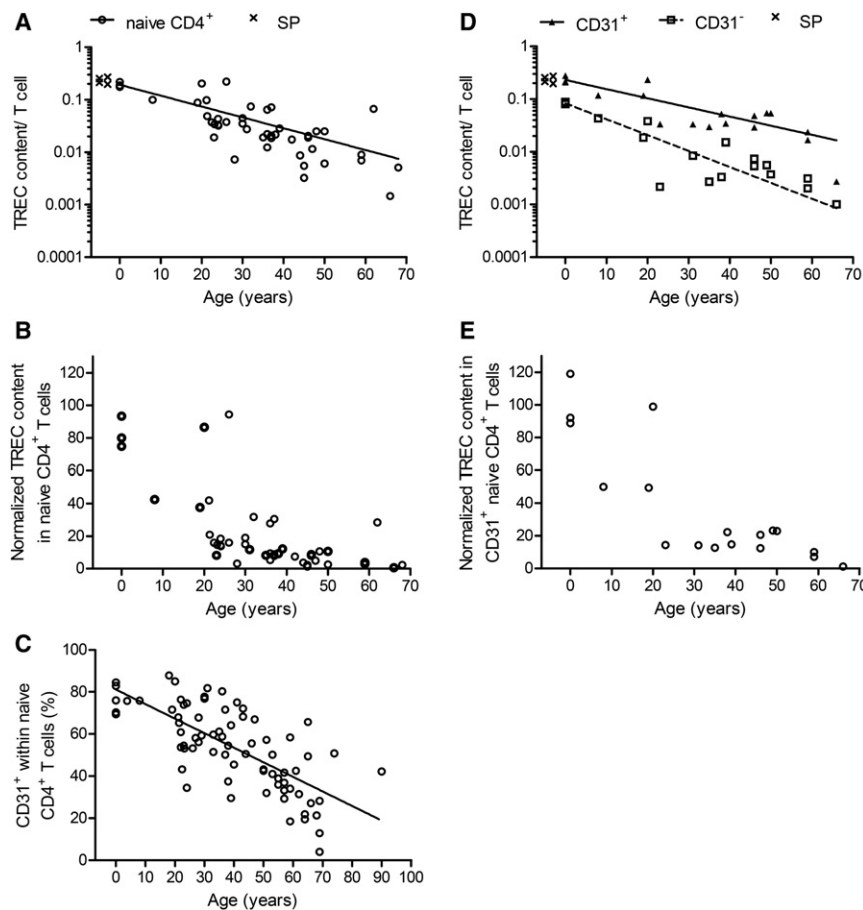 A
naive CD4+ SP
1
0.1
0.01
0.001
0.0001
TREC content/ T cell
0 10 20 30 40 50 60 70
Age (years)
B
120
100
80
60
40
20
0
Normalized TREC content
in naive CD4+ T cells
0 10 20 30 40 50 60 70
Age (years)
C
100
80
60
40
20
0
CD31+ within naive
CD4+ T cells (%)
0 10 20 30 40 50 60 70 80 90 100
Age (years)
D
CD31+ CD31- SP
1
0.1
0.01
0.001
0.0001
TREC content/ T cell
0 10 20 30 40 50 60 70
Age (years)
E
120
100
80
60
40
20
0
Normalized TREC content in
CD31+ naive CD4+ T cells
0 10 20 30 40 50 60 70
Age (years)